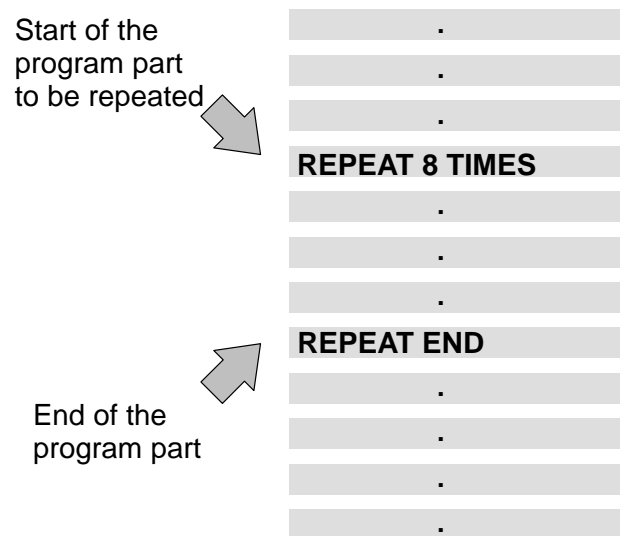 Start of the
program part
to be repeated
.
.
.
REPEAT 8 TIMES
.
.
.
REPEAT END
End of the
program part
.
.
.
.